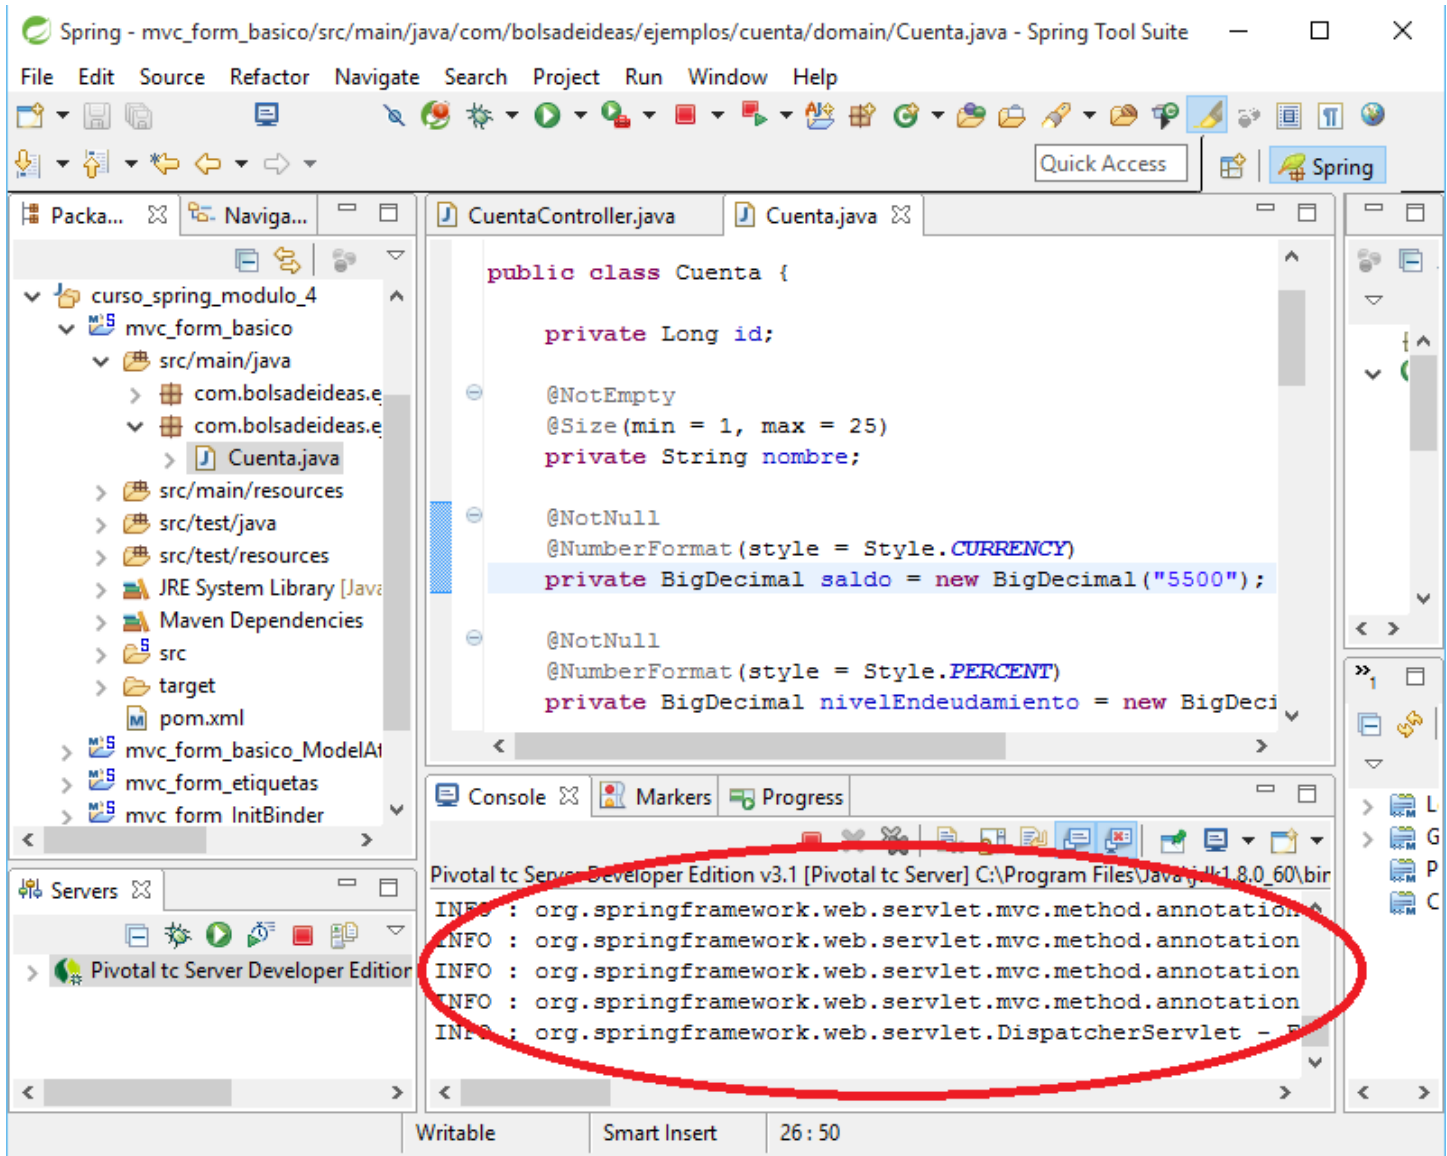 Spring - mvc_form_basico/src/main/java/com/bolsadeideas/ejemplos/cuenta/domain/Cuenta.java - Spring Tool Suite
File Edit Source Refactor Navigate Search Project Run Window Help
Quick Access
Spring
Packa...
Naviga...
curso_spring_modulo_4
mvc_form_basico
src/main/java
com.bolsadeideas.e
com.bolsadeideas.e
Cuenta.java
src/main/resources
src/test/java
src/test/resources
JRE System Library [Java
Maven Dependencies
src
target
pom.xml
mvc_form_basico_ModelAt
mvc_form_etiquetas
mvc_form_InitBinder
CuentaController.java
Cuenta.java
public class Cuenta {
private Long id;
@NotEmpty
@Size(min = 1, max = 25)
private String nombre;
@NotNull
@NumberFormat(style = Style.CURRENCY)
private BigDecimal saldo = new BigDecimal("5500");
@NotNull
@NumberFormat(style = Style.PERCENT)
private BigDecimal nivelEndeudamiento = new BigDeci
Servers
Pivotal tc Server Developer Edition
Console
Markers
Progress
Pivotal tc Server Developer Edition v3.1 [Pivotal tc Server] C:\Program Files\Java\jdk1.8.0_60\bin
INFO : org.springframework.web.servlet.mvc.method.annotation
INFO : org.springframework.web.servlet.mvc.method.annotation
INFO : org.springframework.web.servlet.mvc.method.annotation
INFO : org.springframework.web.servlet.mvc.method.annotation
INFO : org.springframework.web.servlet.DispatcherServlet -
1
G
P
C
Writable
Smart Insert
26 : 50